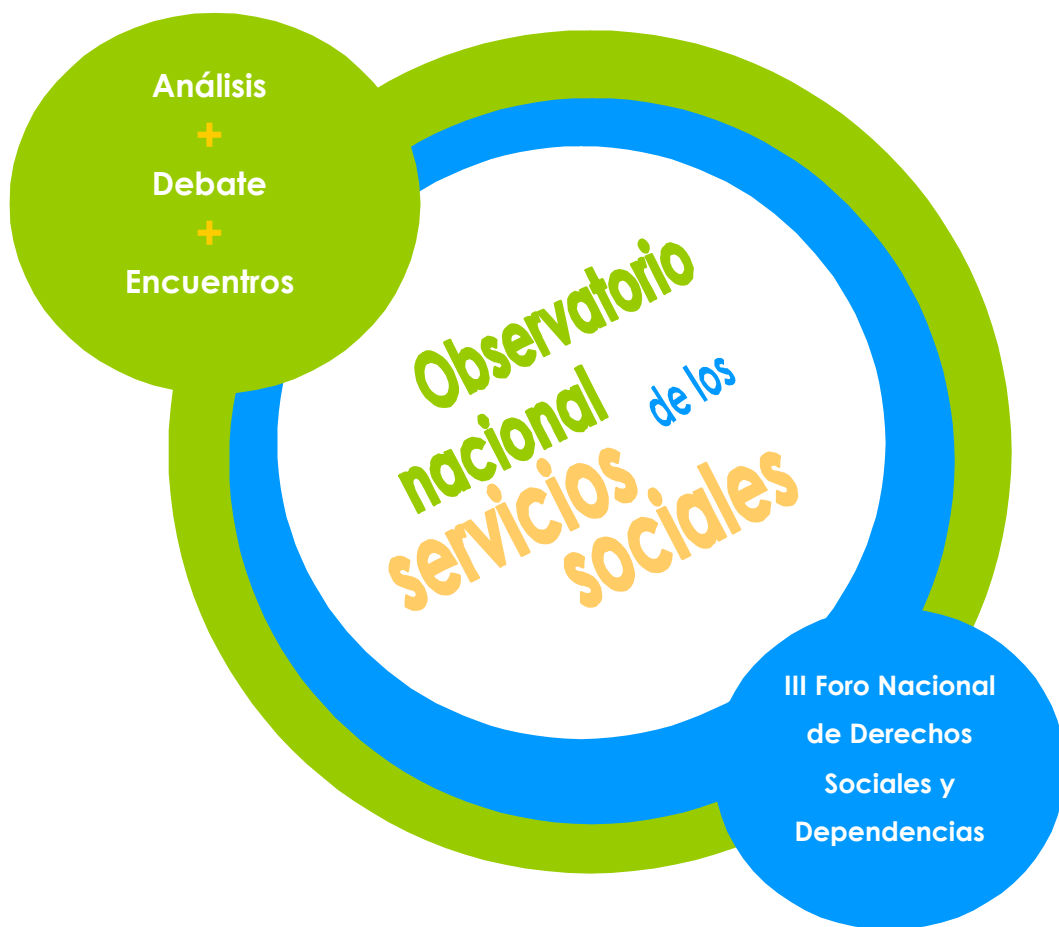 Análisis
+
Debate
+
Encuentros
Observatorio
nacional de los
servicios
sociales
III Foro Nacional
de Derechos
Sociales y
Dependencias